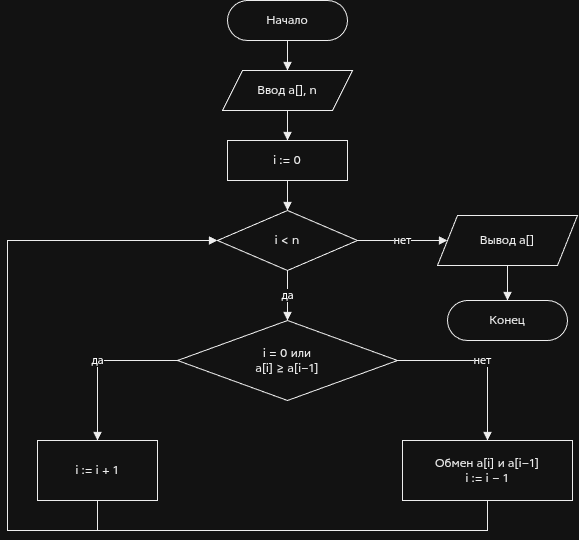 Начало
Ввод a[], n
i := 0
i < n
нет
Вывод a[]
да
Конец
i = 0 или
a[i] ≥ a[i−1]
да
нет
i := i + 1
Обмен a[i] и a[i−1]
i := i − 1